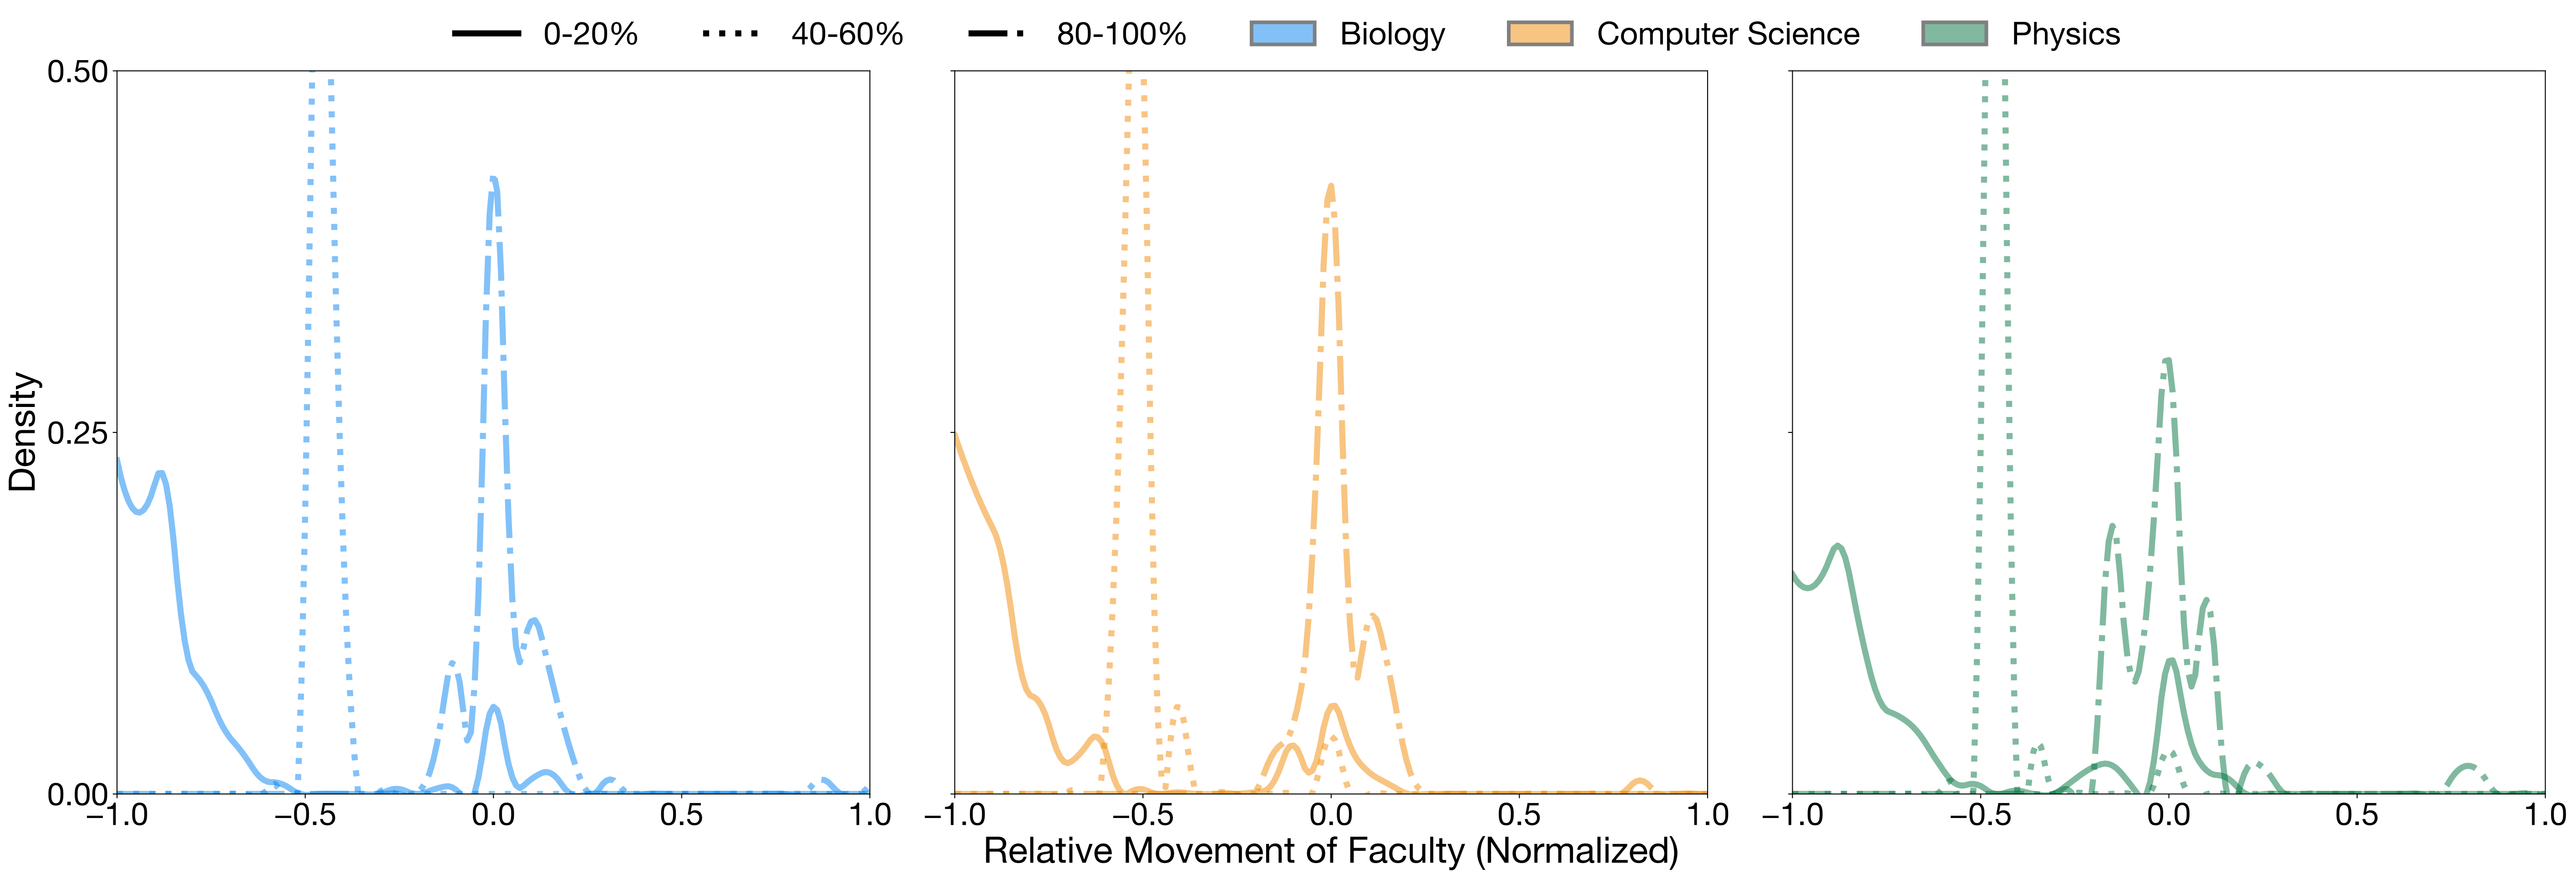 0-20% 40-60% 80-100% Biology Computer Science Physics
0.50
0.25
0.00
Density
−1.0 −0.5 0.0 0.5 1.0 −1.0 −0.5 0.0 0.5 1.0 −1.0 −0.5 0.0 0.5 1.0
Relative Movement of Faculty (Normalized)